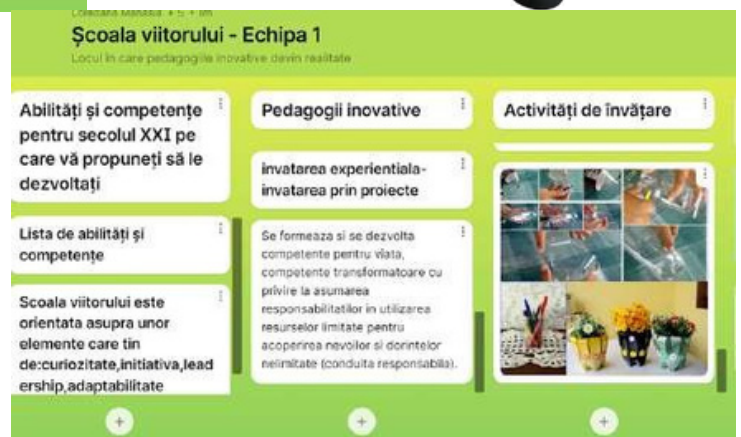 Școala viitorului - Echipa 1
Locul în care pedagogiile inovative devin realitate
Abilități și competențe
pentru secolul XXI pe
care vă propuneți să le
dezvoltați
Lista de abilități și
competențe
Scoala viitorului este
orientata asupra unor
elemente care tin
de:curiozitate,initiativa,lead
ership,adaptabilitate
Pedagogii inovative
invatarea experientiala-
invatarea prin proiecte
Se formeaza si se dezvolta
competente pentru viata,
competente transformatoare cu
privire la asumarea
responsabilitatilor in utilizarea
resurselor limitate pentru
acoperirea nevoilor si dorintelor
nelimitate (conduita responsabila).
Activități de învățare